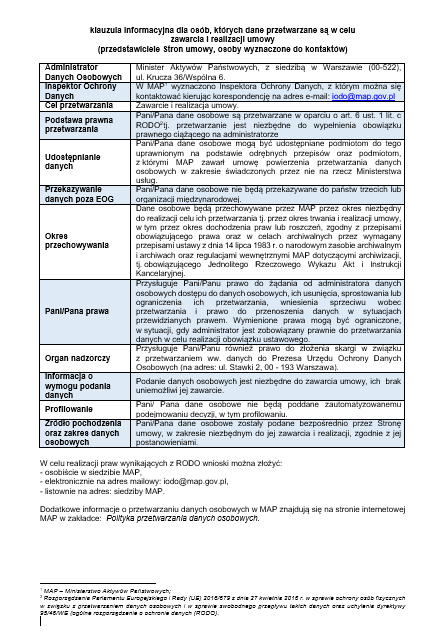 klauzula informacyjna dla osób, których dane przetwarzane są w celu
zawarcia i realizacji umowy
(przedstawiciele Stron umowy, osoby wyznaczone do kontaktów)
Administrator
Danych Osobowych
Minister Aktywów Państwowych, z siedzibą w Warszawie (00-522),
ul. Krucza 36/Wspólna 6.
Inspektor Ochrony
Danych
W MAP¹ wyznaczono Inspektora Ochrony Danych, z którym można się
kontaktować kierując korespondencję na adres e-mail: iodo@map.gov.pl
Cel przetwarzania
Zawarcie i realizacja umowy.
Podstawa prawna
przetwarzania
Pani/Pana dane osobowe są przetwarzane w oparciu o art. 6 ust. 1 lit. c
RODO²tj. przetwarzanie jest niezbędne do wypełnienia obowiązku
prawnego ciążącego na administratorze
Udostępnianie
danych
Pani/Pana dane osobowe mogą być udostępniane podmiotom do tego
uprawnionym na podstawie odrębnych przepisów oraz podmiotom,
z którymi MAP zawarł umowę powierzenia przetwarzania danych
osobowych w zakresie świadczonych przez nie na rzecz Ministerstwa
usług.
Przekazywanie
danych poza EOG
Pani/Pana dane osobowe nie będą przekazywane do państw trzecich lub
organizacji międzynarodowej.
Okres
przechowywania
Dane osobowe będą przechowywane przez MAP przez okres niezbędny
do realizacji celu ich przetwarzania tj. przez okres trwania i realizacji umowy,
w tym przez okres dochodzenia praw lub roszczeń, zgodny z przepisami
obowiązującego prawa oraz w celach archiwalnych przez wymagany
przepisami ustawy z dnia 14 lipca 1983 r. o narodowym zasobie archiwalnym
i archiwach oraz regulacjami wewnętrznymi MAP dotyczącymi archiwizacji,
tj. obowiązującego Jednolitego Rzeczowego Wykazu Akt i Instrukcji
Kancelaryjnej.
Pani/Pana prawa
Przysługuje Pani/Panu prawo do żądania od administratora danych
osobowych dostępu do danych osobowych, ich usunięcia, sprostowania lub
ograniczenia ich przetwarzania, wniesienia sprzeciwu wobec
przetwarzania i prawo do przenoszenia danych w sytuacjach
przewidzianych prawem. Wymienione prawa mogą być ograniczone,
w sytuacji, gdy administrator jest zobowiązany prawnie do przetwarzania
danych w celu realizacji obowiązku ustawowego.
Organ nadzorczy
Przysługuje Pani/Panu również prawo do złożenia skargi w związku
z przetwarzaniem ww. danych do Prezesa Urzędu Ochrony Danych
Osobowych (na adres: ul. Stawki 2, 00 - 193 Warszawa).
Informacja o
wymogu podania
danych
Podanie danych osobowych jest niezbędne do zawarcia umowy, ich brak
uniemożliwi jej zawarcie.
Profilowanie
Pani/ Pana dane osobowe nie będą poddane zautomatyzowanemu
podejmowaniu decyzji, w tym profilowaniu.
Źródło pochodzenia
oraz zakres danych
osobowych
Pani/Pana dane osobowe zostały podane bezpośrednio przez Stronę
umowy, w zakresie niezbędnym do jej zawarcia i realizacji, zgodnie z jej
postanowieniami.
W celu realizacji praw wynikających z RODO wnioski można złożyć:
- osobiście w siedzibie MAP,
- elektronicznie na adres mailowy: iodo@map.gov.pl,
- listownie na adres: siedziby MAP.
Dodatkowe informacje o przetwarzaniu danych osobowych w MAP znajdują się na stronie internetowej
MAP w zakładce: Polityka przetwarzania danych osobowych.
¹ MAP – Ministerstwo Aktywów Państwowych;
² Rozporządzenie Parlamentu Europejskiego i Rady (UE) 2016/679 z dnia 27 kwietnia 2016 r. w sprawie ochrony osób fizycznych
w związku z przetwarzaniem danych osobowych i w sprawie swobodnego przepływu takich danych oraz uchylenia dyrektywy
95/46/WE (ogólne rozporządzenie o ochronie danych (RODO).